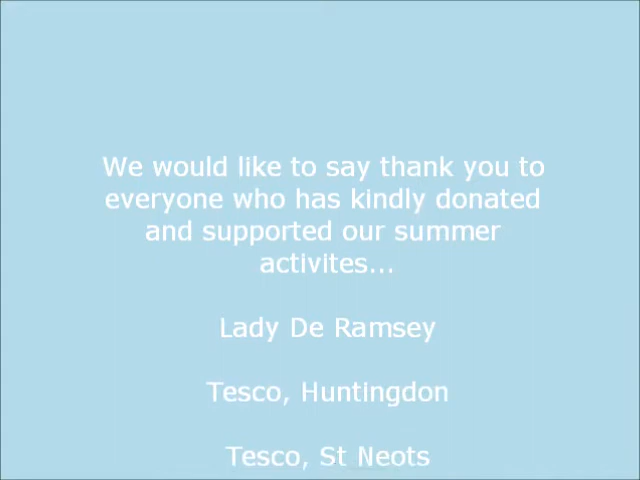 We would like to say thank you to
everyone who has kindly donated
and supported our summer
activites...
Lady De Ramsey
Tesco, Huntingdon
Tesco, St Neots